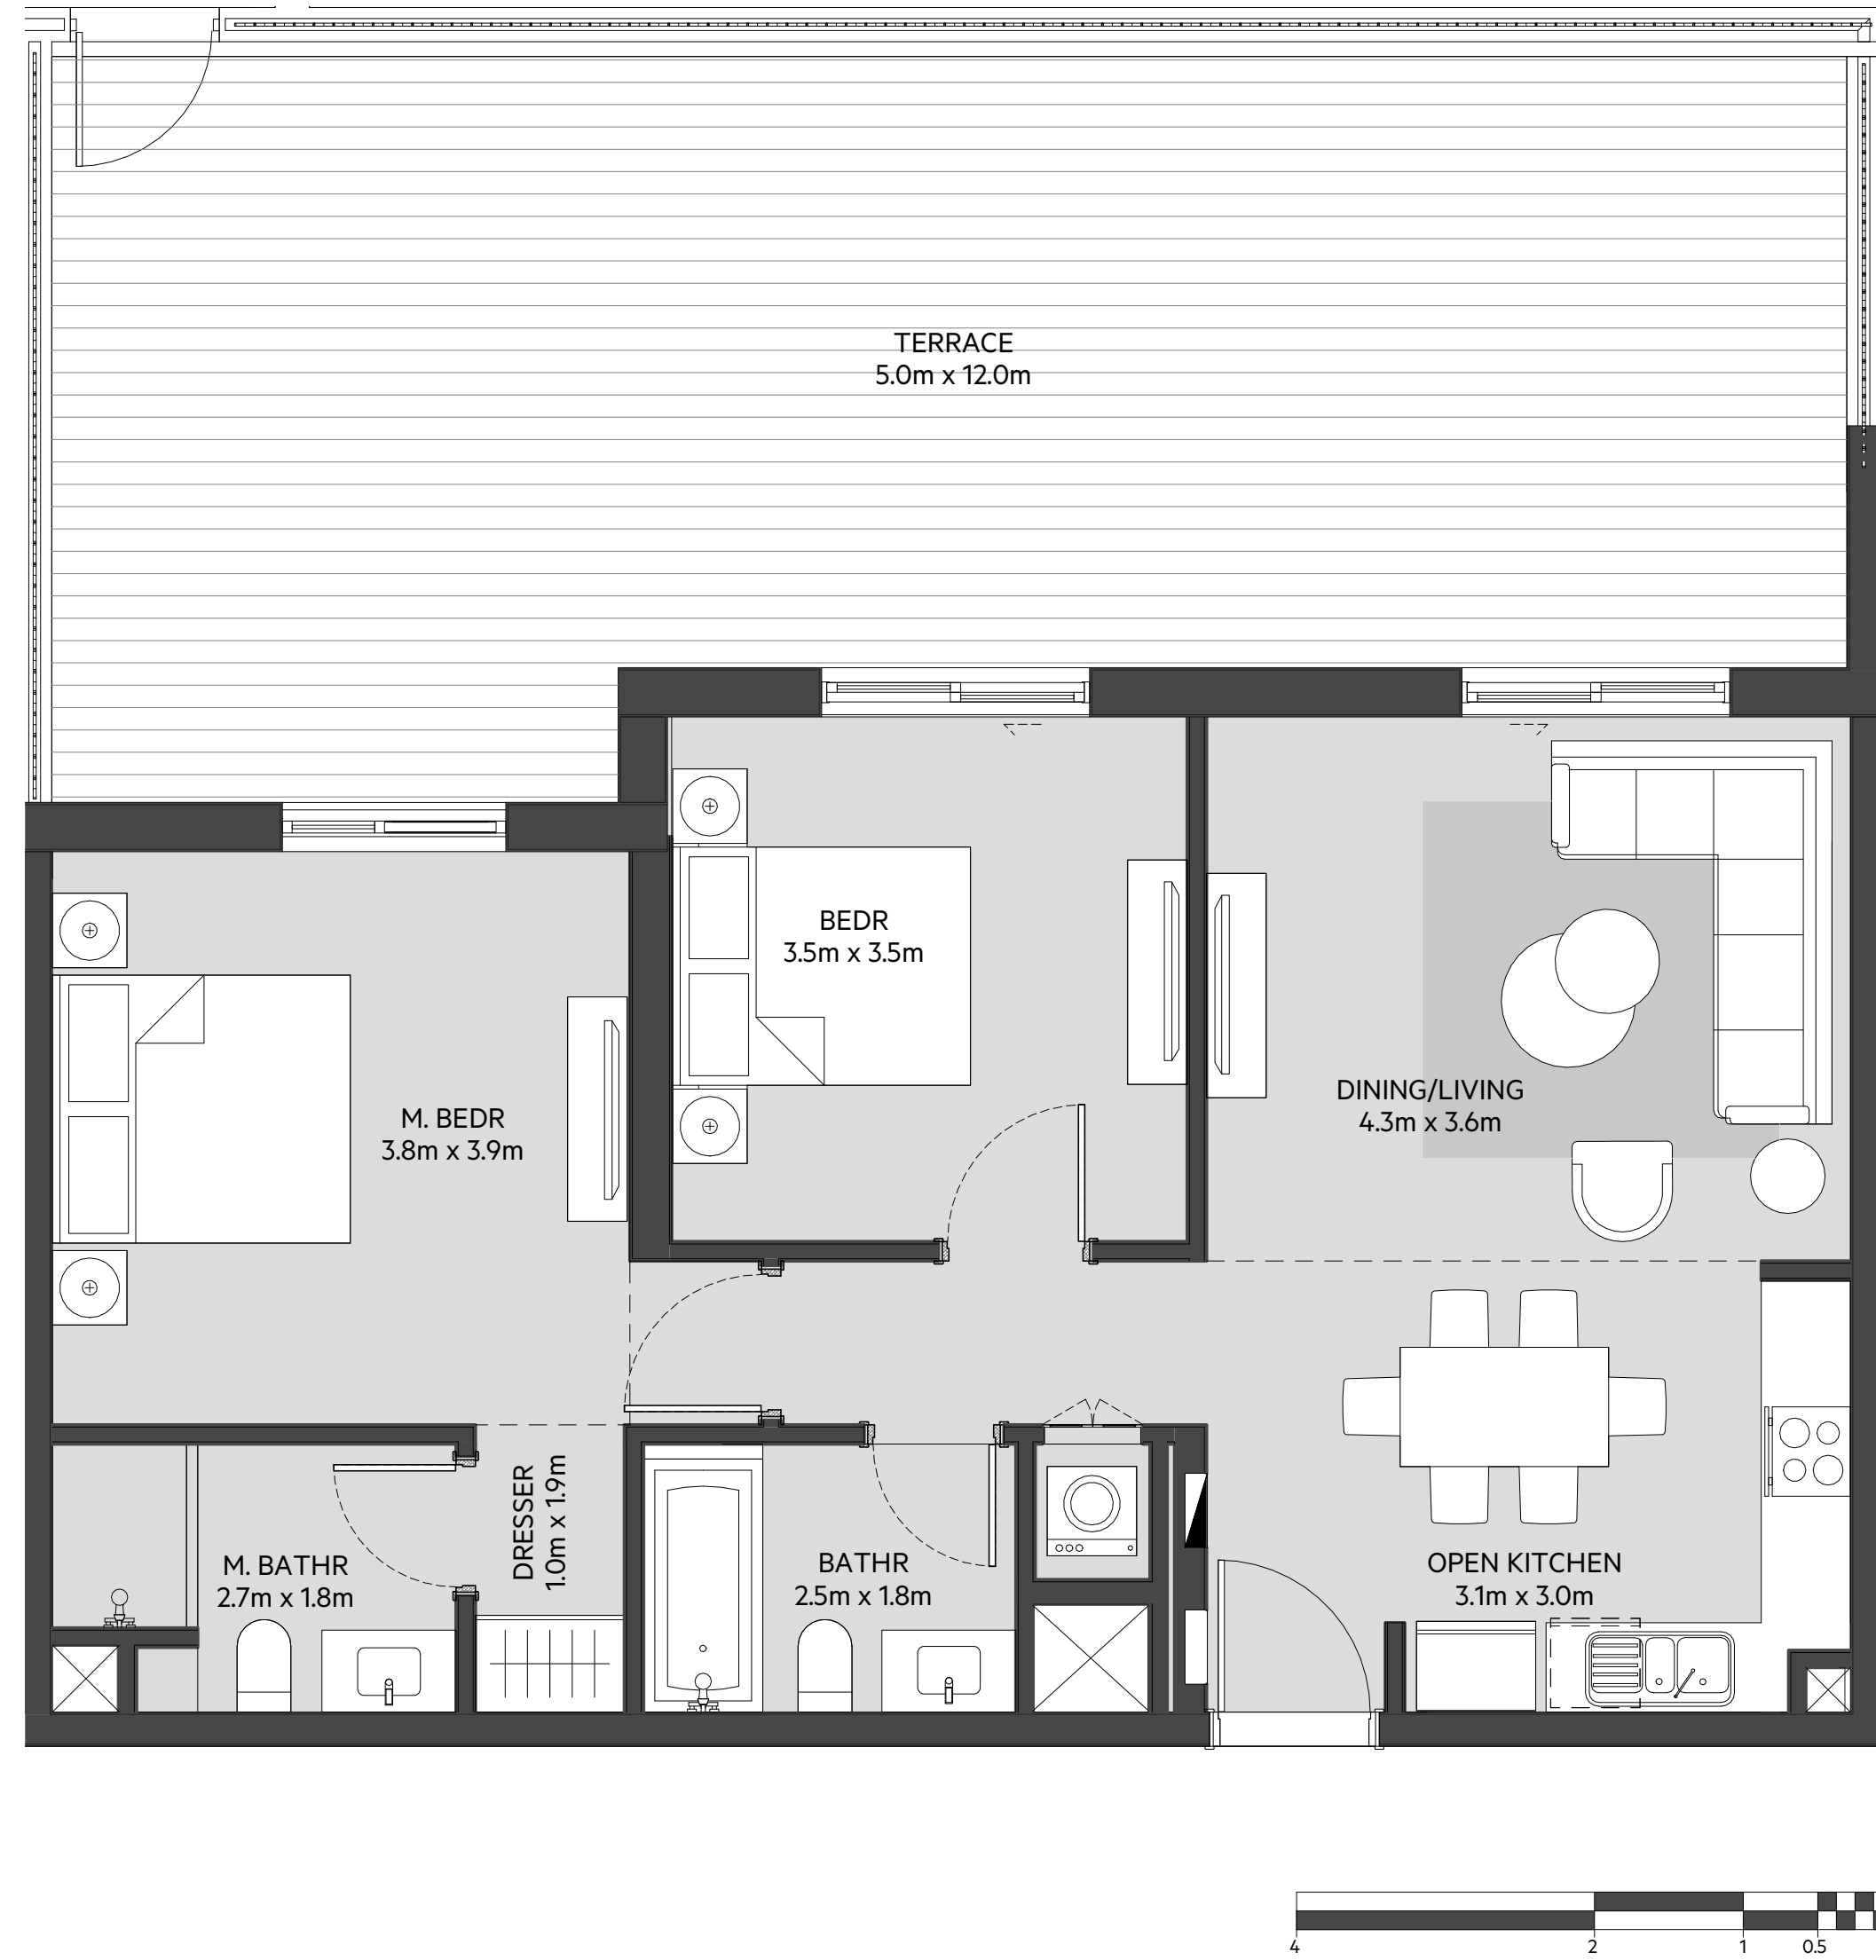 TERRACE
5.0m x 12.0m
BEDR
3.5m x 3.5m
M. BEDR
3.8m x 3.9m
DINING/LIVING
4.3m x 3.6m
DRESSER
1.0m x 1.9m
M. BATHR
2.7m x 1.8m
BATHR
2.5m x 1.8m
OPEN KITCHEN
3.1m x 3.0m
4 2 1 0.5